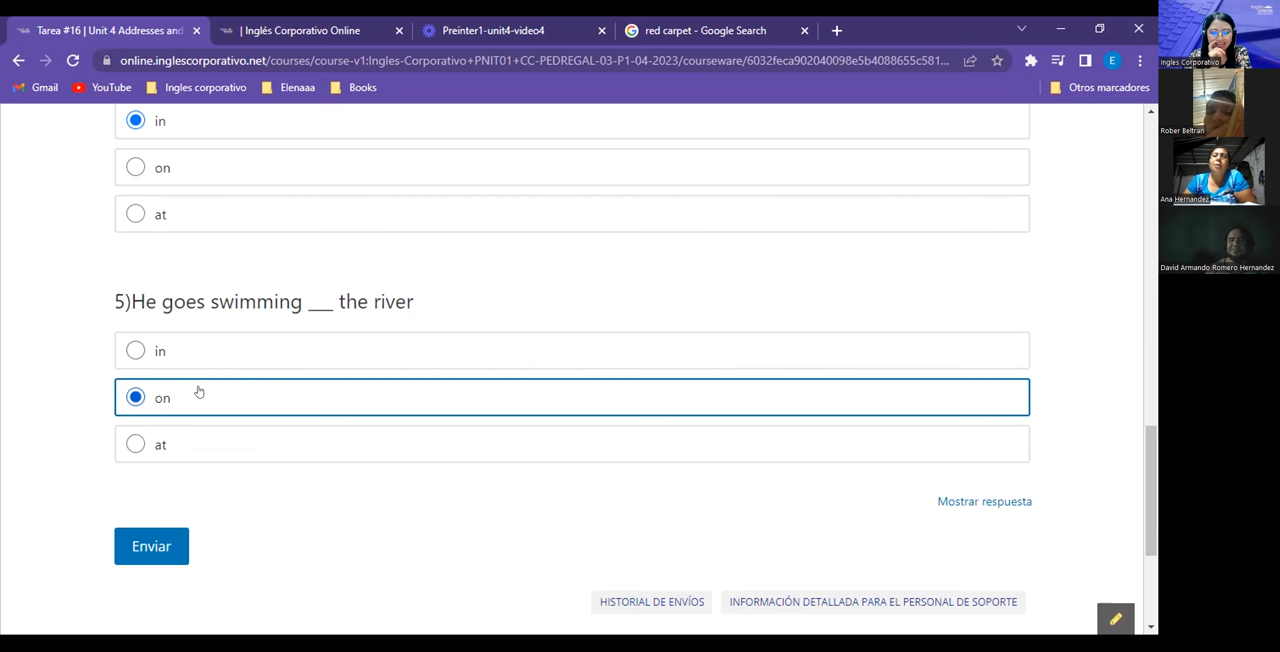 Tarea #16 | Unit 4 Addresses and
| Inglés Corporativo Online
Preinter1-unit4-video4
red carpet - Google Search
online.inglescorporativo.net/courses/course-v1:Ingles-Corporativo+PNIT01+CC-PEDREGAL-03-P1-04-2023/courseware/6032feca902040098e5b4088655c581...
E
Gmail
YouTube
Ingles corporativo
Elenaaa
Books
Otros marcadores
in
on
at
5)He goes swimming ___ the river
in
on
at
Mostrar respuesta
Enviar
HISTORIAL DE ENVÍOS
INFORMACIÓN DETALLADA PARA EL PERSONAL DE SOPORTE
Ingles Corporativo
Rober Beltran
Ana Hernandez
David Armando Romero Hernandez